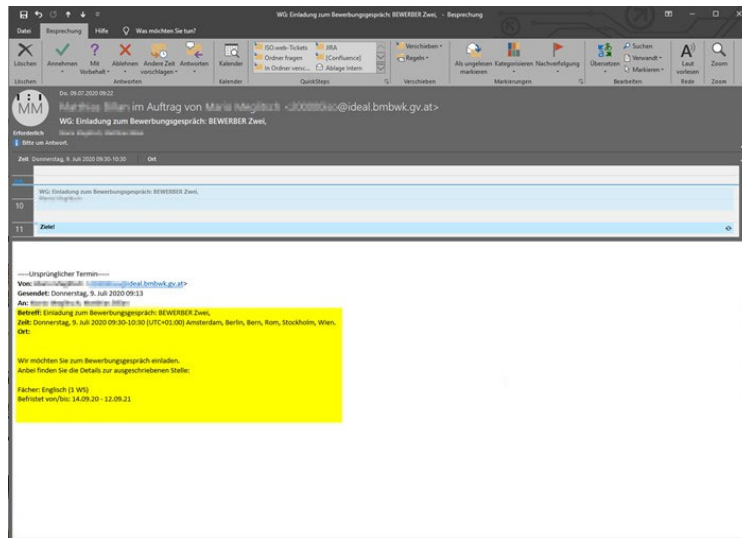 WG: Einladung zum Bewerbungsgespräch: BEWERBER Zwei, - Besprechung
Datei Besprechung Hilfe Was möchten Sie tun?
Löschen Annehmen Mit Vorbehalt Ablehnen Andere Zeit vorschlagen Antworten Kalender
ISO:web-Tickets JIRA
Ordner fragen [Confluence]
In Ordner versc... Ablage Intern
Verschieben
Regeln
Als ungelesen markieren Kategorisieren Nachverfolgung
Übersetzen
Suchen
Verwandt
Markieren
Laut vorlesen
Zoom
Löschen Antworten Kalender QuickSteps Verschieben Markierungen Bearbeiten Rede Zoom
Do. 09.07.2020 09:22
MM
im Auftrag von @ideal.bmbwk.gv.at>
WG: Einladung zum Bewerbungsgespräch: BEWERBER Zwei,
Erforderlich
Bitte um Antwort.
Zeit Donnerstag, 9. Juli 2020 09:30-10:30 Ort
WG: Einladung zum Bewerbungsgespräch: BEWERBER Zwei,
10
11 Ziele!
-----Ursprünglicher Termin-----
Von: ideal.bmbwk.gv.at>
Gesendet: Donnerstag, 9. Juli 2020 09:13
An:
Betreff: Einladung zum Bewerbungsgespräch: BEWERBER Zwei,
Zeit: Donnerstag, 9. Juli 2020 09:30-10:30 (UTC+01:00) Amsterdam, Berlin, Bern, Rom, Stockholm, Wien.
Ort:
Wir möchten Sie zum Bewerbungsgespräch einladen.
Anbei finden Sie die Details zur ausgeschriebenen Stelle:
Fächer: Englisch (1 WS)
Befristet von/bis: 14.09.20 - 12.09.21